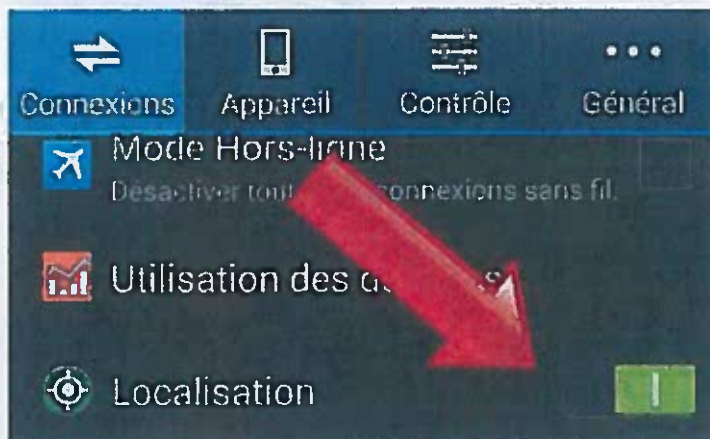 Connexions Appareil Contrôle Général
Mode Hors-ligne
Désactiver tout connexions sans fil.
Utilisation des
Localisation